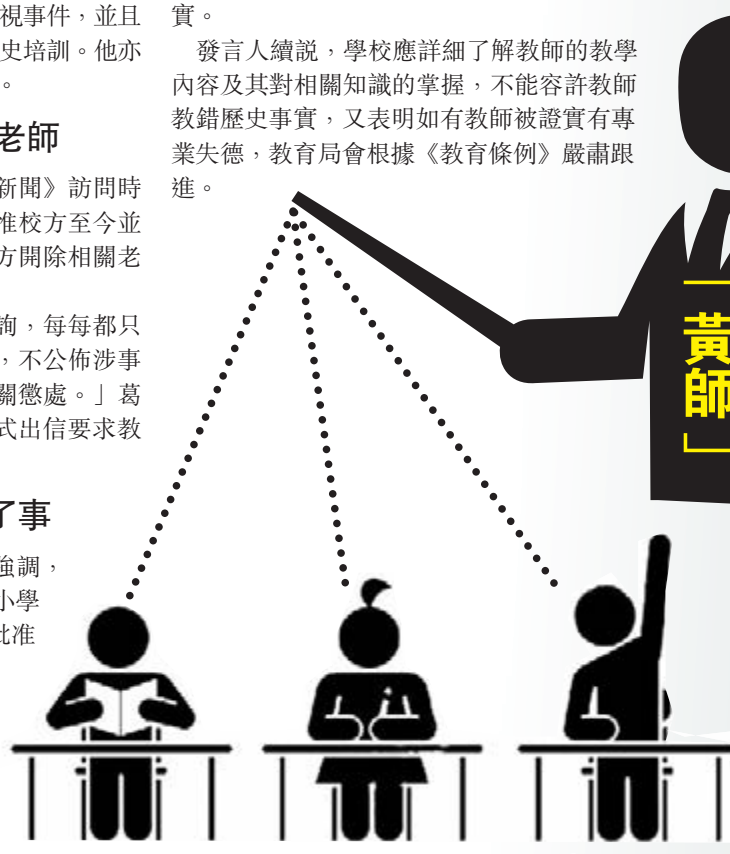 視事件，並且
史培訓。他亦
。
老師
新聞》訪問時
惟校方至今並
方開除相關老
詢，每每都只
，不公佈涉事
關懲處。」葛
式出信要求教
了事
強調，
小學
批准
實。
發言人續説，學校應詳細了解教師的教學
內容及其對相關知識的掌握，不能容許教師
教錯歷史事實，又表明如有教師被證實有專
業失德，教育局會根據《教育條例》嚴肅跟
進。
「黃師」